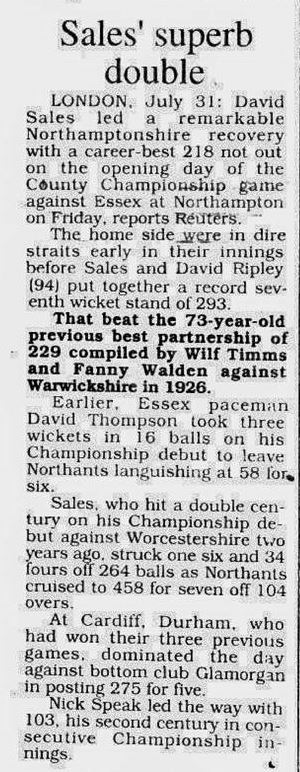 Sales' superb
double
LONDON, July 31: David
Sales led a remarkable
Northamptonshire recovery
with a career-best 218 not out
on the opening day of the
County Championship game
against Essex at Northampton
on Friday, reports Reuters.
The home side were in dire
straits early in their innings
before Sales and David Ripley
(94) put together a record sev-
enth wicket stand of 293.
That beat the 73-year-old
previous best partnership of
229 compiled by Wilf Timms
and Fanny Walden against
Warwickshire in 1926.
Earlier, Essex paceman
David Thompson took three
wickets in 16 balls on his
Championship debut to leave
Northants languishing at 58 for
six.
Sales, who hit a double cen-
tury on his Championship de-
but against Worcestershire two
years ago, struck one six and 34
fours off 264 balls as Northants
cruised to 458 for seven off 104
overs.
At Cardiff, Durham, who
had won their three previous
games, dominated the day
against bottom club Glamorgan
in posting 275 for five.
Nick Speak led the way with
103, his second century in con-
secutive Championship in-
nings.